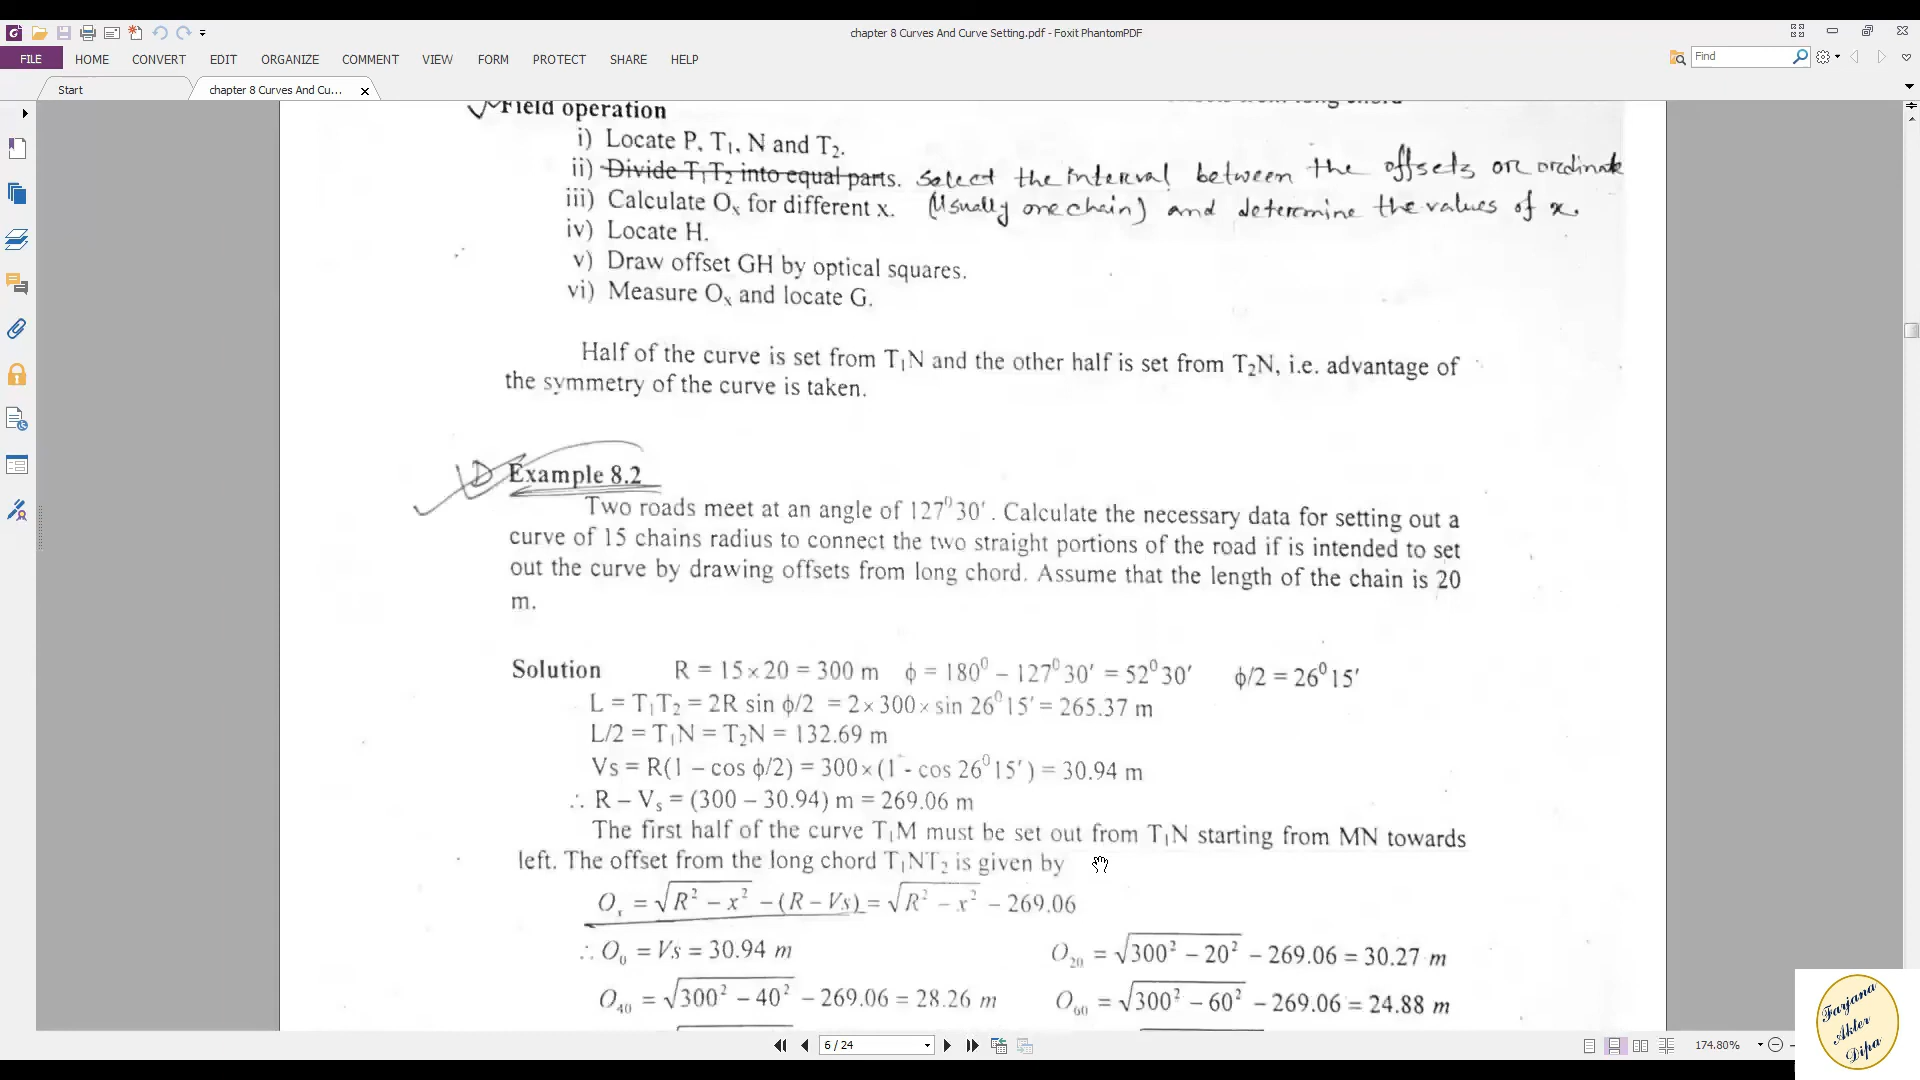 chapter 8 Curves And Curve Setting.pdf - Foxit PhantomPDF
FILE HOME CONVERT EDIT ORGANIZE COMMENT VIEW FORM PROTECT SHARE HELP
Find
Start
chapter 8 Curves And Cu...
Field operation
i) Locate P, T₁, N and T₂.
ii) Divide T₁T₂ into equal parts. Select the interval between the offsets or ordinate
iii) Calculate Oₓ for different x. (Usually one chain) and determine the values of x.
iv) Locate H.
v) Draw offset GH by optical squares.
vi) Measure Oₓ and locate G.
Half of the curve is set from T₁N and the other half is set from T₂N, i.e. advantage of
the symmetry of the curve is taken.
Example 8.2
Two roads meet at an angle of 127⁰30′. Calculate the necessary data for setting out a
curve of 15 chains radius to connect the two straight portions of the road if is intended to set
out the curve by drawing offsets from long chord. Assume that the length of the chain is 20
m.
Solution R = 15×20 = 300 m ϕ = 180⁰ – 127⁰30′ = 52⁰30′ ϕ/2 = 26⁰15′
L = T₁T₂ = 2R sin ϕ/2 = 2×300×sin 26⁰15′ = 265.37 m
L/2 = T₁N = T₂N = 132.69 m
Vs = R(1 – cos ϕ/2) = 300×(1 - cos 26⁰15′) = 30.94 m
∴ R – Vₛ = (300 – 30.94) m = 269.06 m
The first half of the curve T₁M must be set out from T₁N starting from MN towards
left. The offset from the long chord T₁NT₂ is given by
Oₓ = √(R² – x²) – (R – Vs) = √(R² – x²) – 269.06
∴ O₀ = Vs = 30.94 m O₂₀ = √(300² – 20²) – 269.06 = 30.27 m
O₄₀ = √(300² – 40²) – 269.06 = 28.26 m O₆₀ = √(300² – 60²) – 269.06 = 24.88 m
6 / 24
174.80%
Farjana
Akter
Dipa